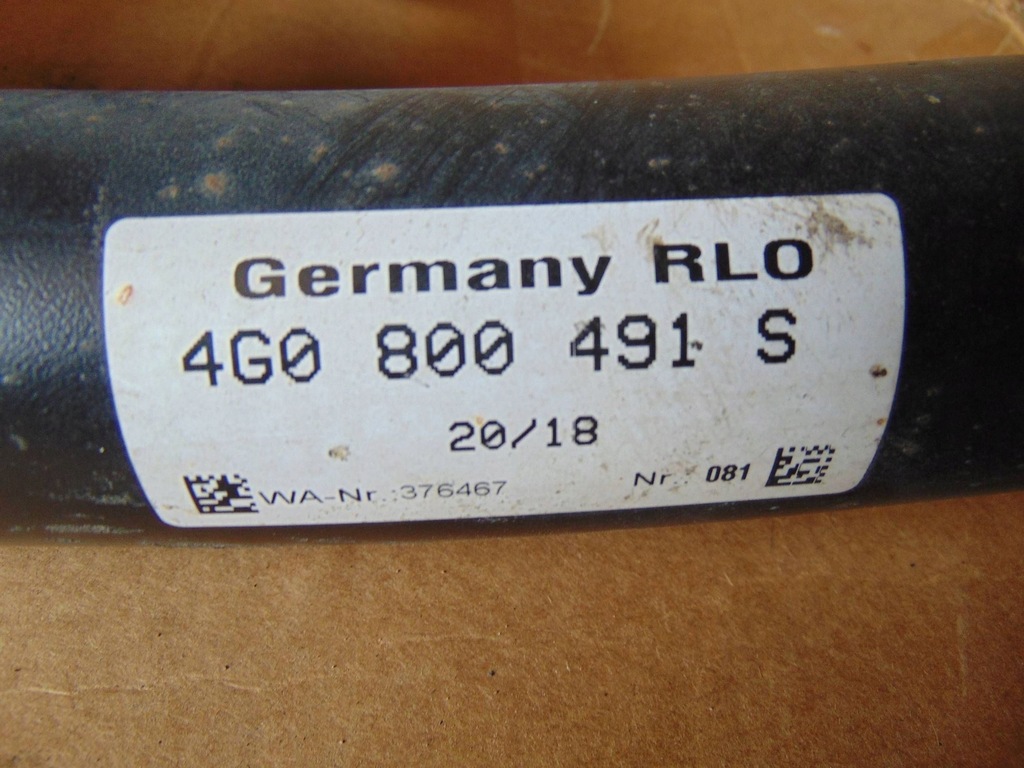 Germany RLO
4G0 800 491 S
20/18
WA-Nr.:376467 Nr.: 081